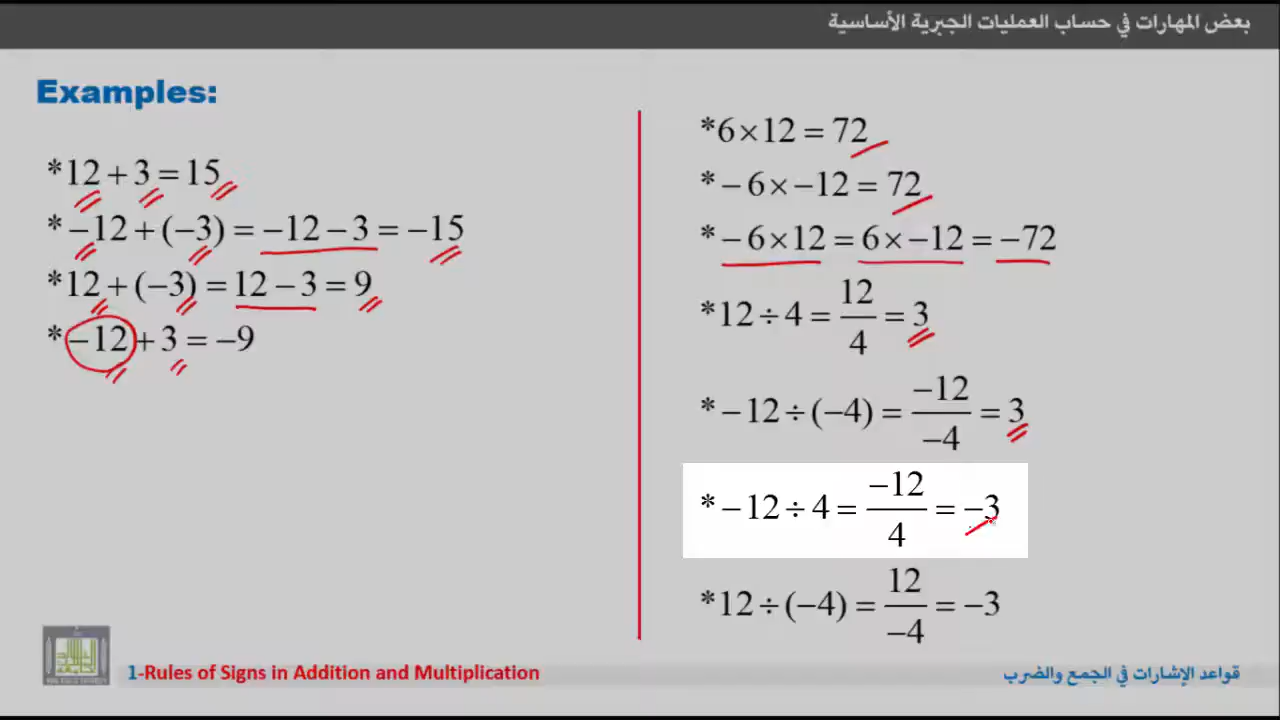 بعض المهارات في حساب العمليات الجبرية الأساسية
Examples:
*12 + 3 = 15
*−12 + (−3) = −12 − 3 = −15
*12 + (−3) = 12 − 3 = 9
*−12 + 3 = −9
*6 × 12 = 72
*−6 × −12 = 72
*−6 × 12 = 6 × −12 = −72
*12 ÷ 4 = 12/4 = 3
*−12 ÷ (−4) = −12/−4 = 3
*−12 ÷ 4 = −12/4 = −3
*12 ÷ (−4) = 12/−4 = −3
1-Rules of Signs in Addition and Multiplication
قواعد الإشارات في الجمع والضرب